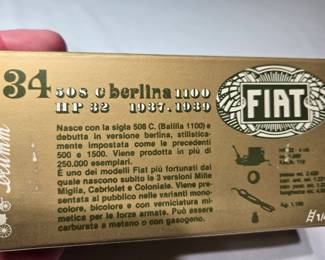 34 508 C berlina 1100
HP 32 1937-1939
FIAT
Nasce con la sigla 508 C. (Balilla 1100) e
debutta in versione berlina, stilistica-
mente impostata come le precedenti
500 e 1500. Viene prodotta in più di
250.000 esemplari.
E' uno dei modelli Fiat più fortunati dal
quale nascono subito le 3 versioni Mille
Miglia, Cabriolet e Coloniale. Viene pre-
sentata al pubblico nelle varianti mono-
colore, bicolore e con verniciatura mi-
metica per le forze armate. Può essere
carburata a metano o con gasogeno.